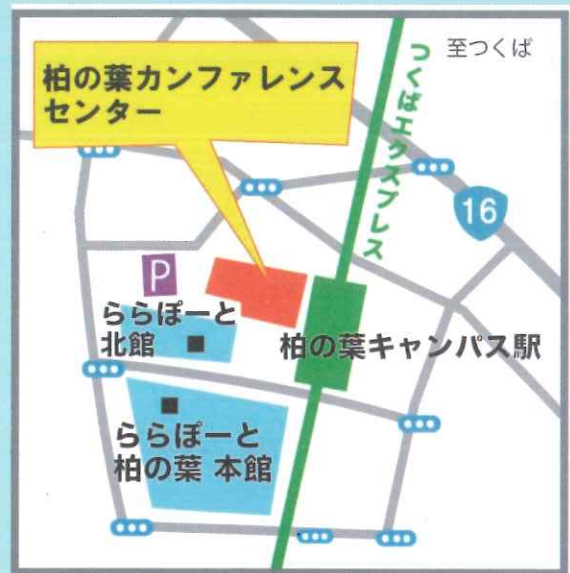 柏の葉カンファレンス
センター
つくばエクスプレス
至つくば
16
P
ららぽーと
北館
柏の葉キャンパス駅
ららぽーと
柏の葉 本館